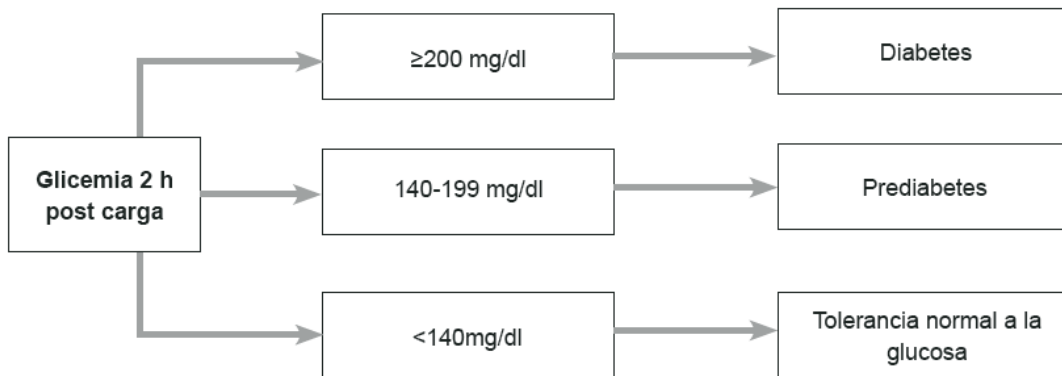 ≥200 mg/dl
Diabetes
Glicemia 2 h
post carga
140-199 mg/dl
Prediabetes
<140mg/dl
Tolerancia normal a la
glucosa